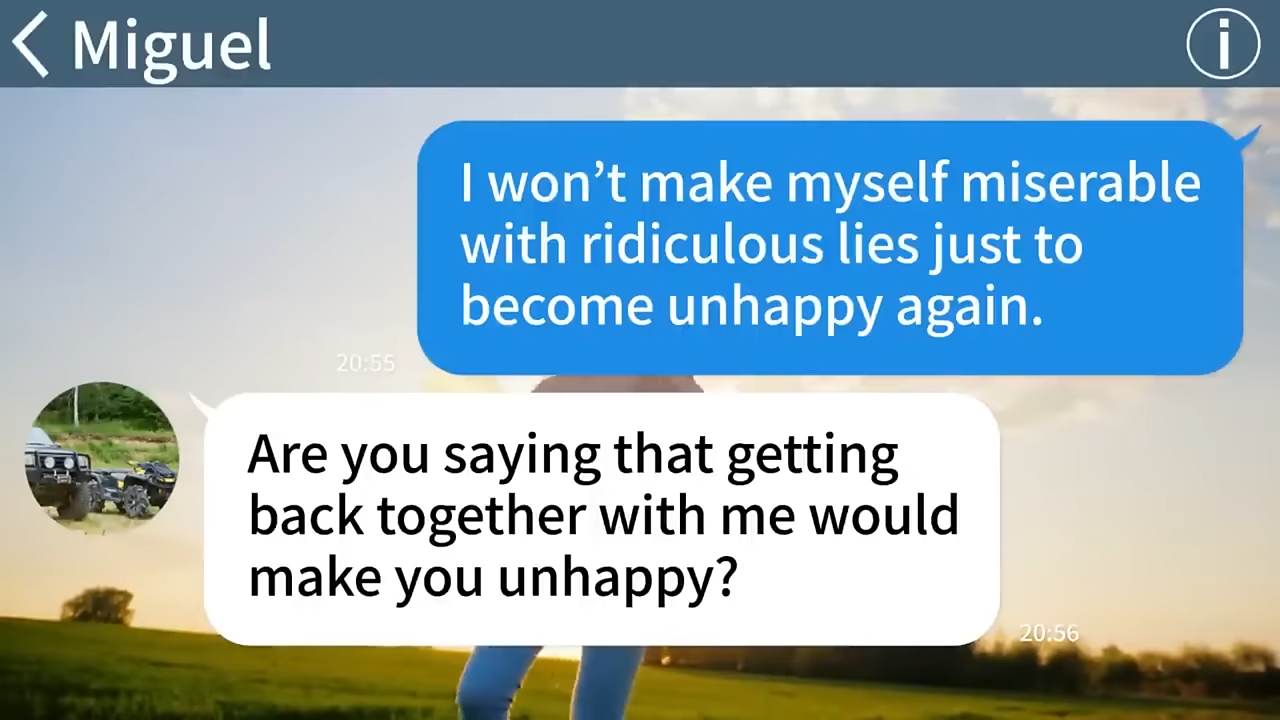 Miguel
I won’t make myself miserable
with ridiculous lies just to
become unhappy again.
20:55
Are you saying that getting
back together with me would
make you unhappy?
20:56